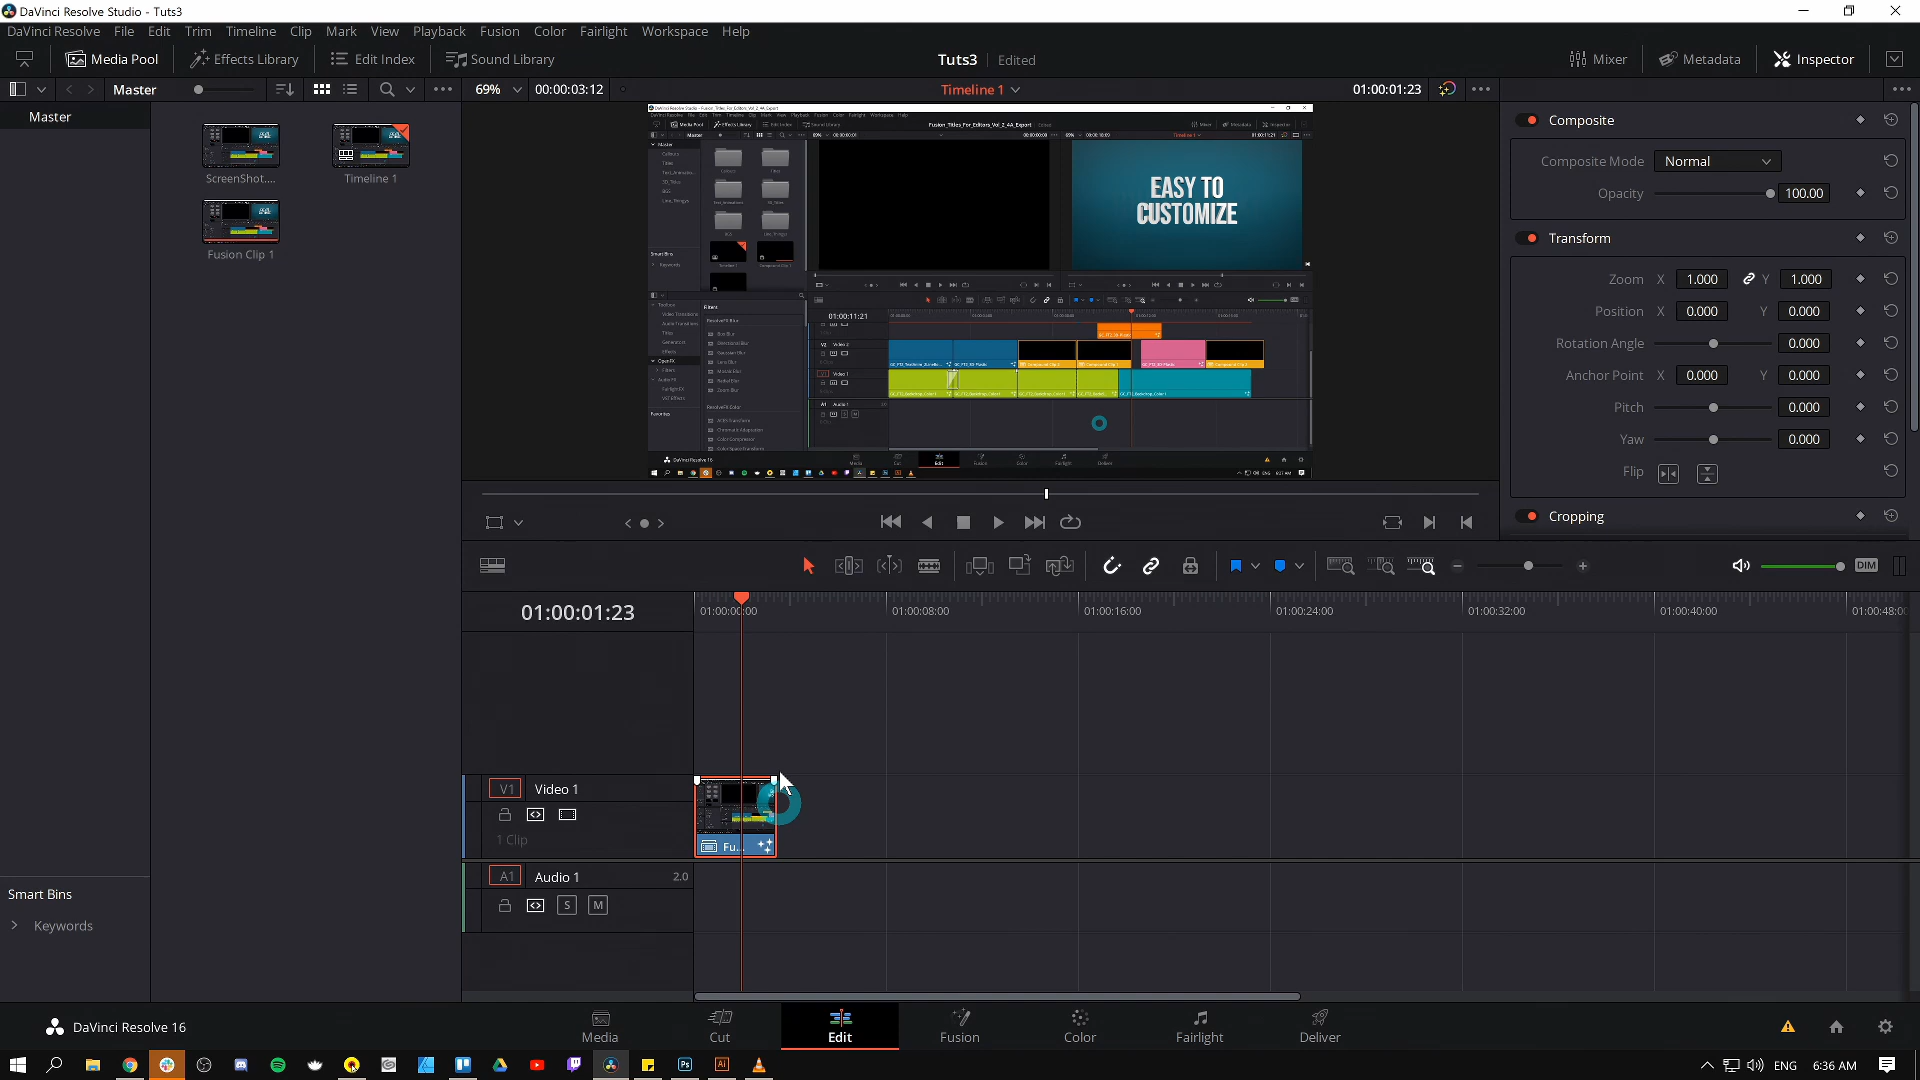 DaVinci Resolve Studio - Tuts3
DaVinci Resolve File Edit Trim Timeline Clip Mark View Playback Fusion Color Fairlight Workspace Help
Media Pool Effects Library Edit Index Sound Library Tuts3 Edited Mixer Metadata Inspector
Master 69% 00:00:03:12 Timeline 1 01:00:01:23
Master
ScreenShot....
Timeline 1
Fusion Clip 1
Smart Bins
Keywords
EASY TO
CUSTOMIZE
01:00:11:21
Composite
Composite Mode Normal
Opacity 100.00
Transform
Zoom X 1.000 Y 1.000
Position X 0.000 Y 0.000
Rotation Angle 0.000
Anchor Point X 0.000 Y 0.000
Pitch 0.000
Yaw 0.000
Flip
Cropping
DIM
01:00:01:23
01:00:00:00 01:00:08:00 01:00:16:00 01:00:24:00 01:00:32:00 01:00:40:00 01:00:48:00
V1 Video 1
1 Clip
Fu...
A1 Audio 1 2.0
S M
DaVinci Resolve 16
Media Cut Edit Fusion Color Fairlight Deliver
Ps Ai ENG 6:36 AM